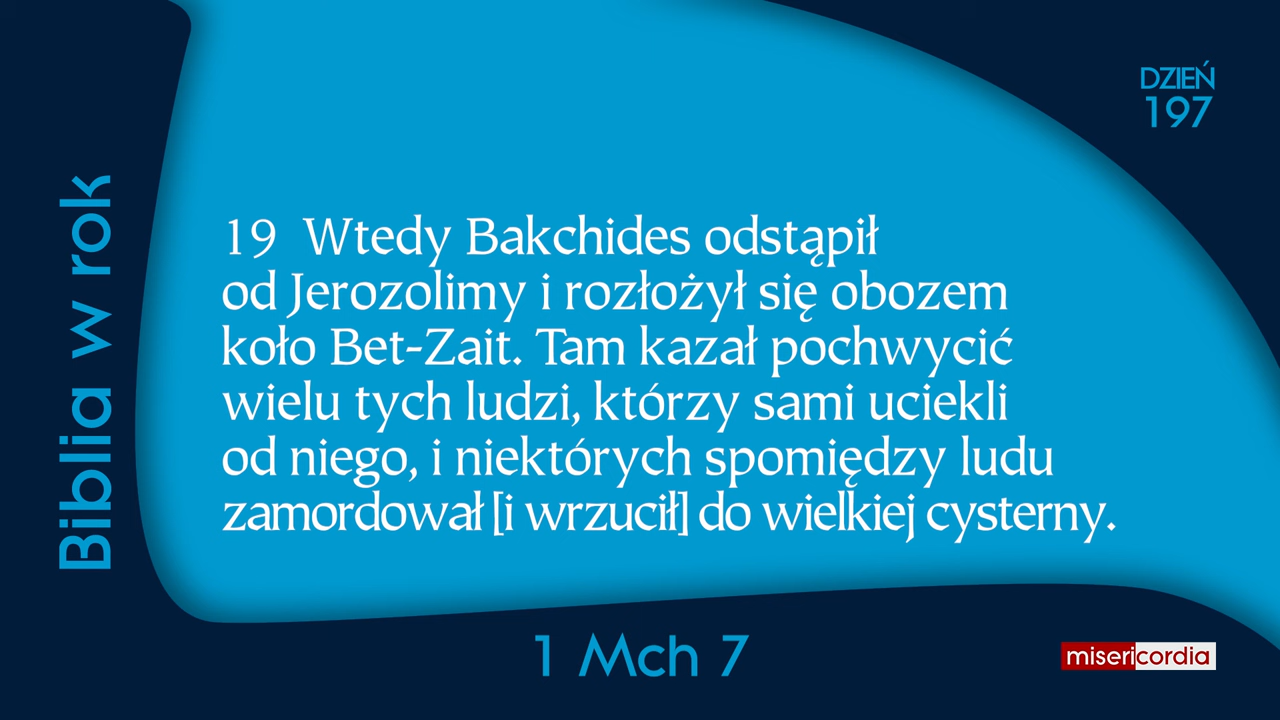 DZIEŃ
197
Biblia w rok
19 Wtedy Bakchides odstąpił
od Jerozolimy i rozłożył się obozem
koło Bet-Zait. Tam kazał pochwycić
wielu tych ludzi, którzy sami uciekli
od niego, i niektórych spomiędzy ludu
zamordował [i wrzucił] do wielkiej cysterny.
1 Mch 7
misericordia